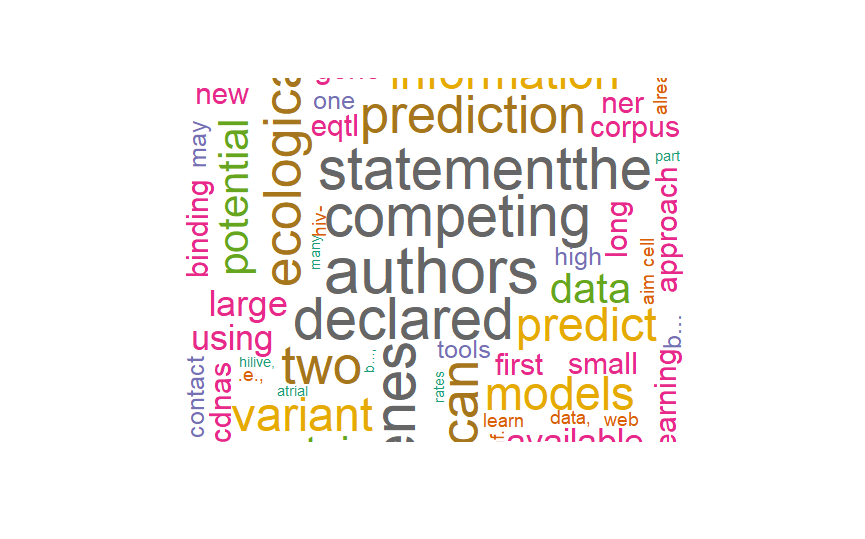 information
new
one
prediction
ner
eqtl
corpus
may
potential
ecologica
statementthe
part
binding
hiv-
competing
long
approach
many
authors
high
aim cell
data
large
declared
predict
using
b...
tools
hilive,
.e.,
two
b...,
first
small
contact
cdnas
atrial
enes
rates
can
models
earning
variant
learn
data,
web
available